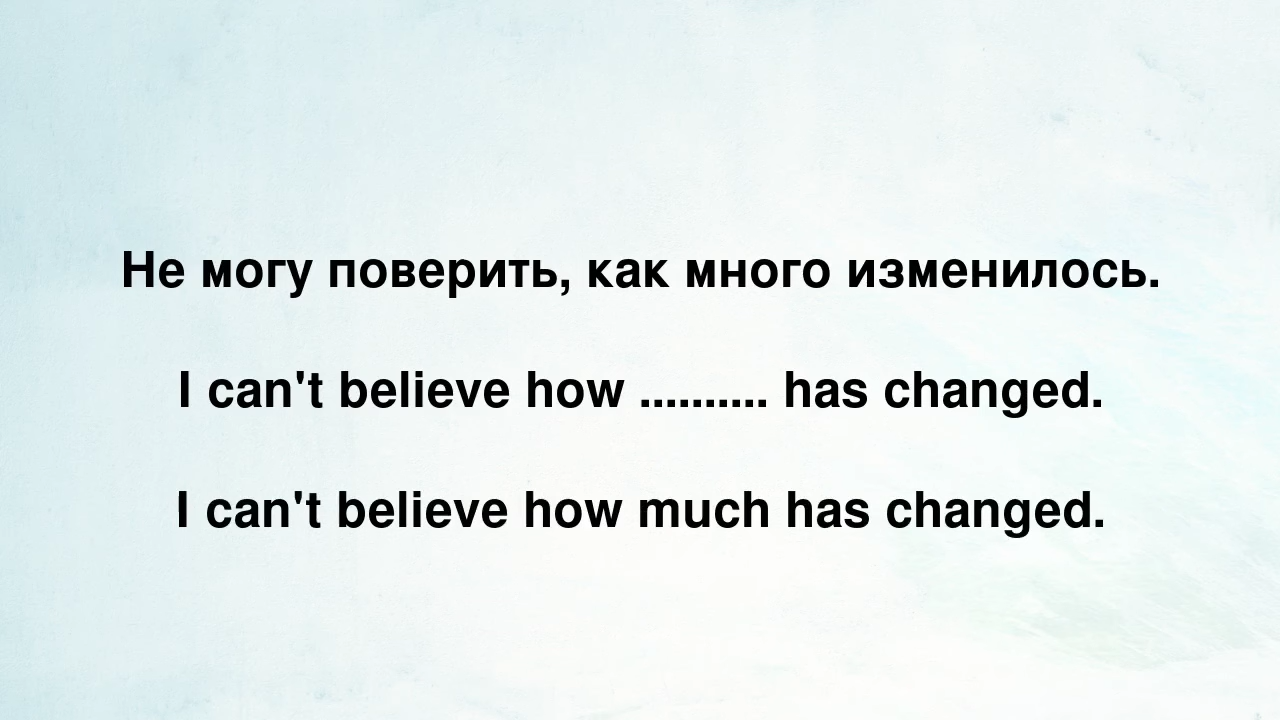 Не могу поверить, как много изменилось.
I can't believe how .......... has changed.
I can't believe how much has changed.